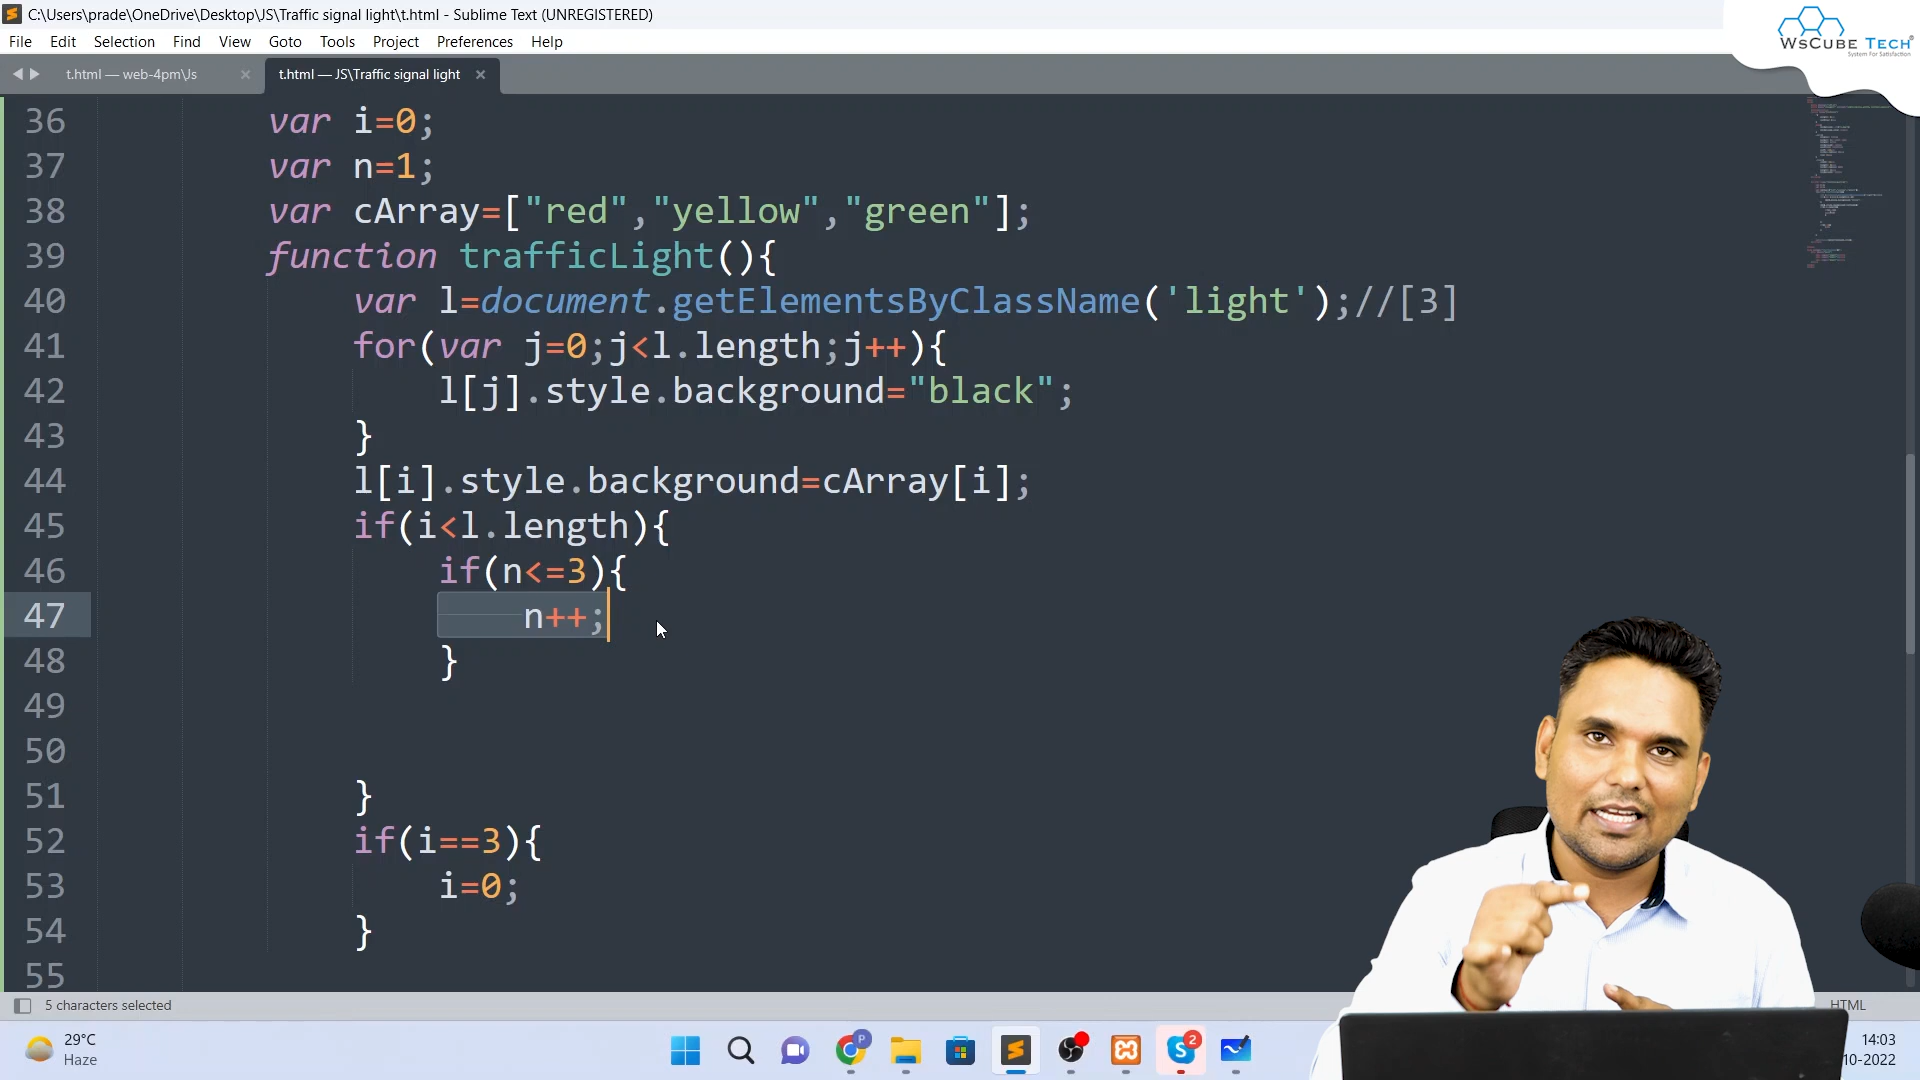 C:\Users\prade\OneDrive\Desktop\JS\Traffic signal light\t.html - Sublime Text (UNREGISTERED)
File Edit Selection Find View Goto Tools Project Preferences Help
WsCube Tech
System For Satisfaction
t.html — web-4pm\Js × t.html — JS\Traffic signal light ×
36 var i=0;
37 var n=1;
38 var cArray=["red","yellow","green"];
39 function trafficLight(){
40 var l=document.getElementsByClassName('light');//[3]
41 for(var j=0;j<l.length;j++){
42 l[j].style.background="black";
43 }
44 l[i].style.background=cArray[i];
45 if(i<l.length){
46 if(n<=3){
47 n++;
48 }
49
50
51 }
52 if(i==3){
53 i=0;
54 }
55
5 characters selected
HTML
29°C
Haze
P
S
2
14:03
10-2022